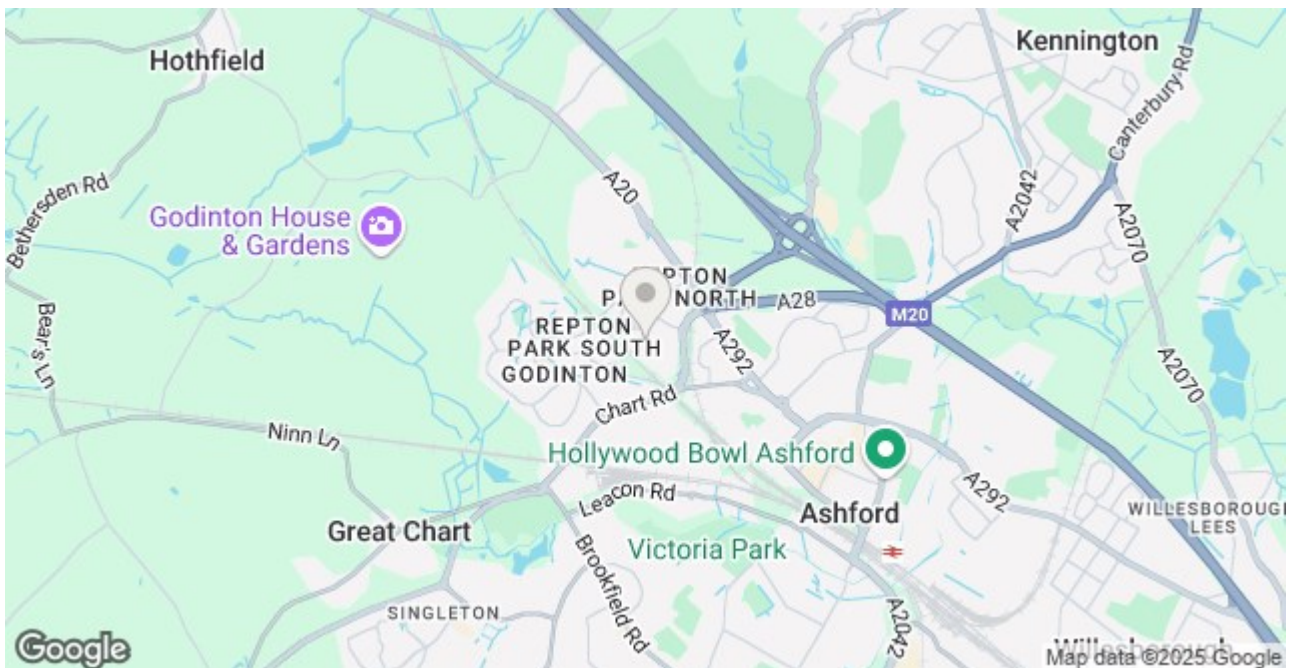 Hothfield
Kennington
Canterbury Rd
Bethersden Rd
A20
A2042
A2070
Godinton House
& Gardens
Bear's Ln
NORTH
A28
M20
REPTON
PARK SOUTH
GODINTON
A292
A2070
Chart Rd
Ninn Ln
Hollywood Bowl Ashford
A292
Leacon Rd
Ashford
WILLESBOROUGH
LEES
Great Chart
Victoria Park
Brookfield Rd
SINGLETON
A2042
Google
Map data ©2025 Google